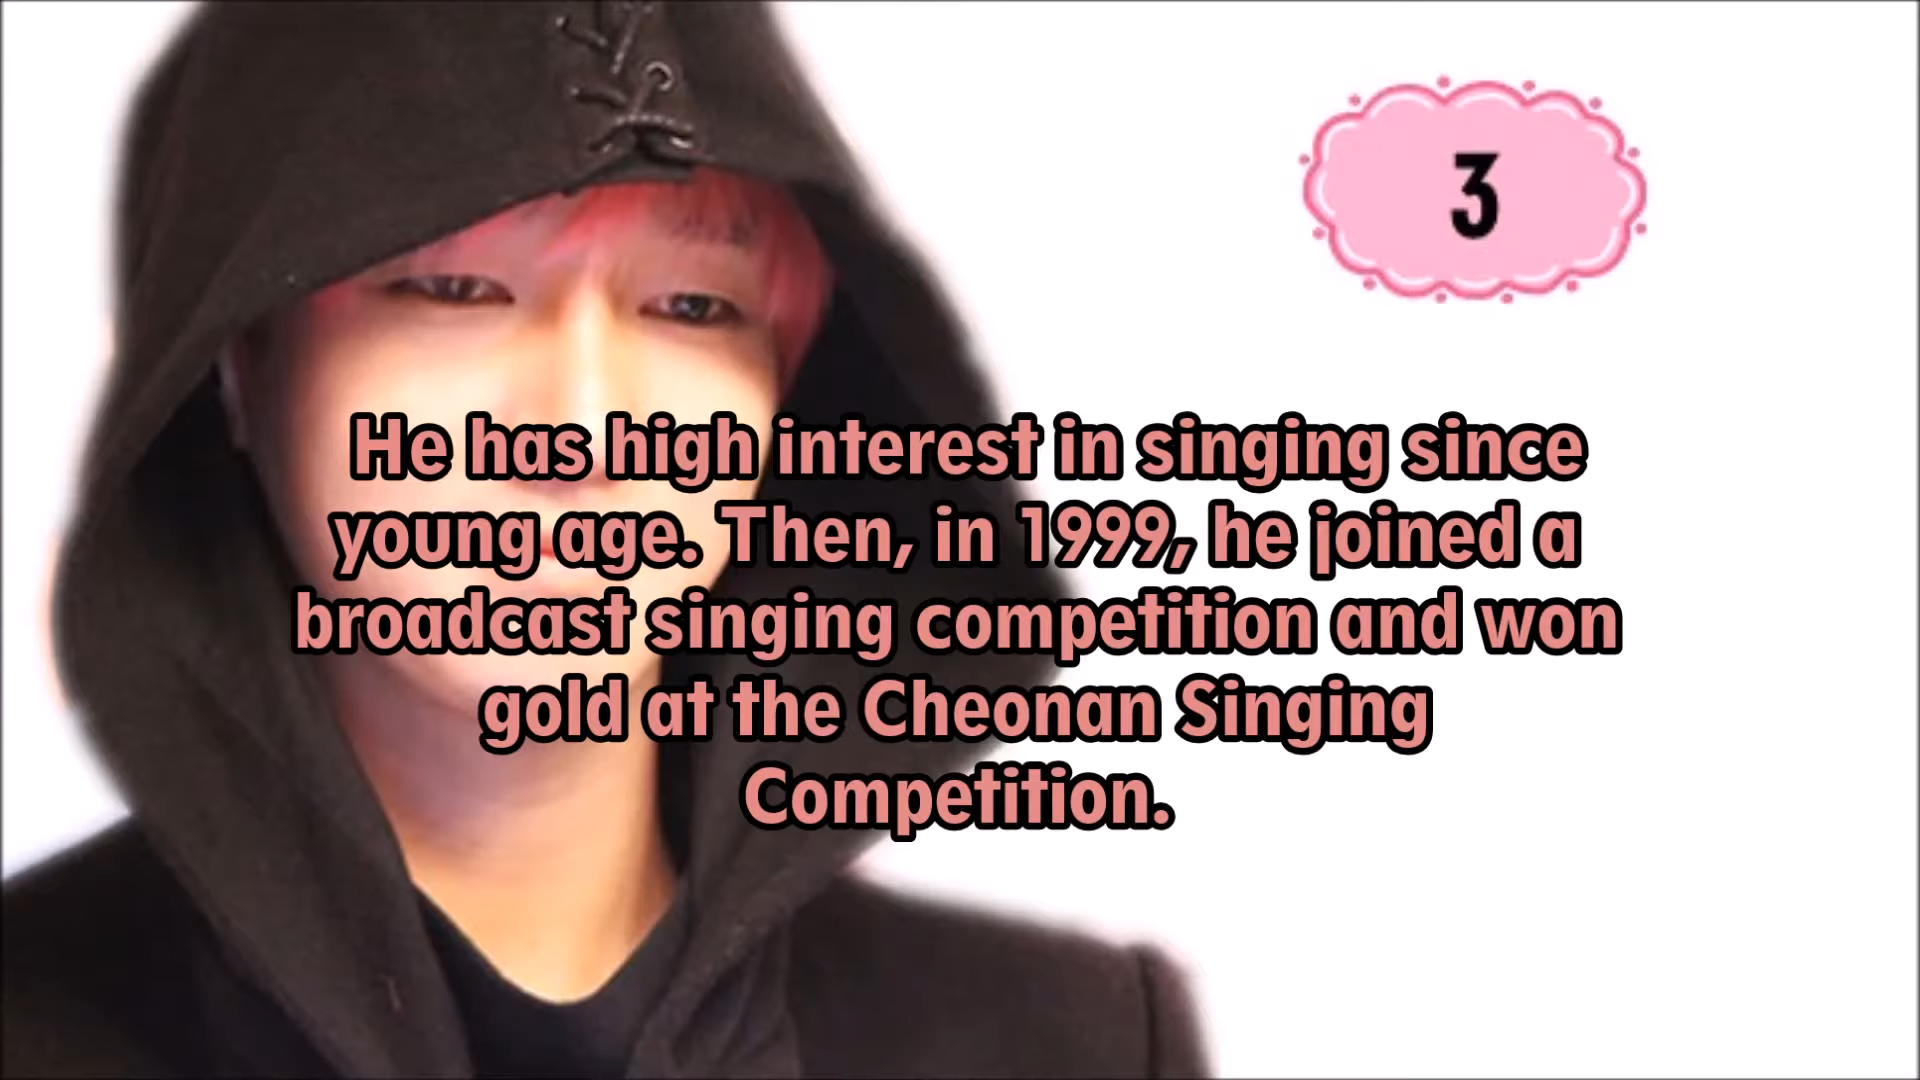 3
He has high interest in singing since
young age. Then, in 1999, he joined a
broadcast singing competition and won
gold at the Cheonan Singing
Competition.